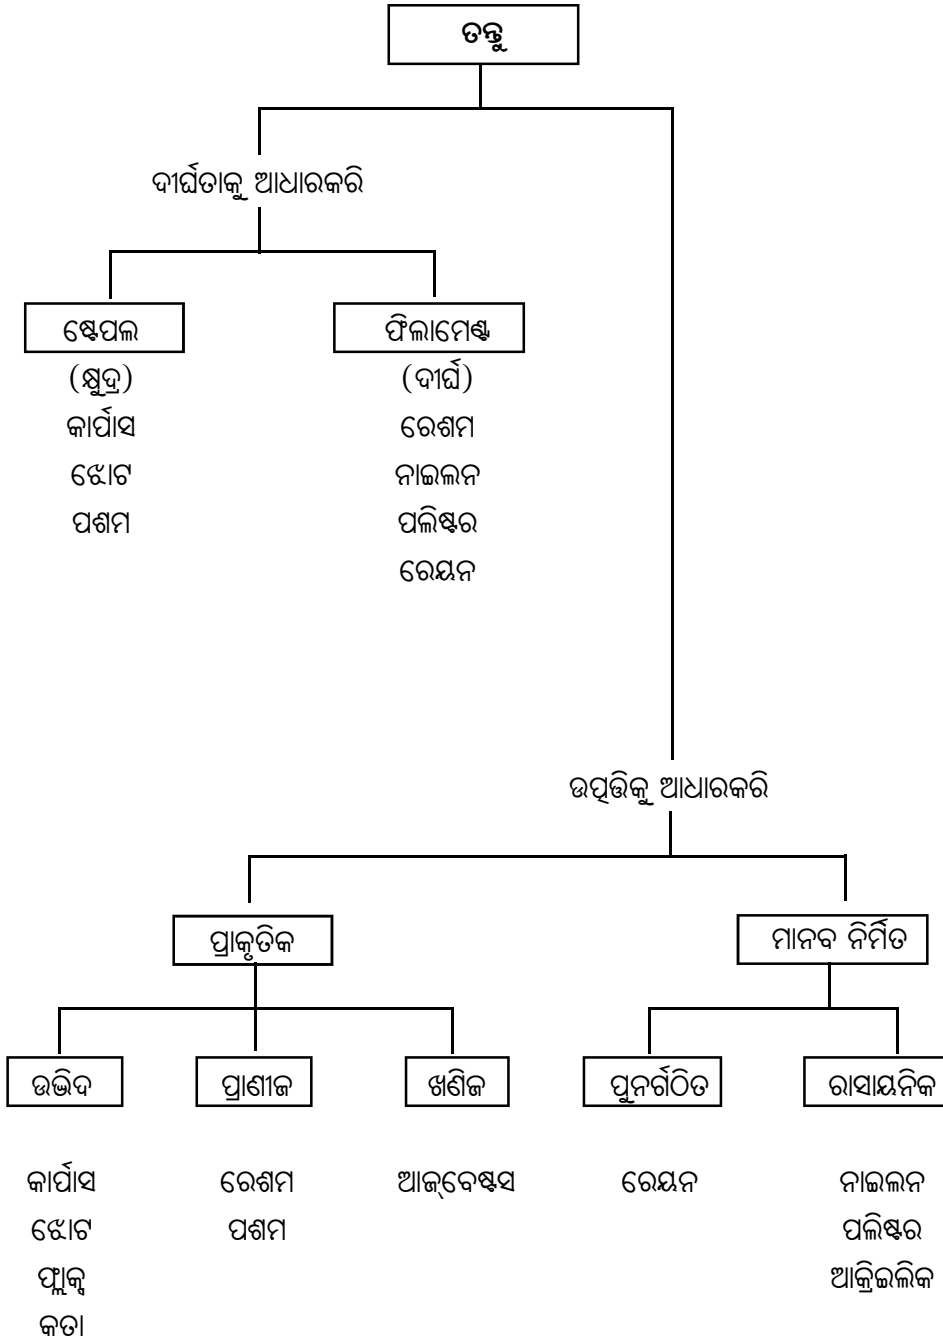 ତନ୍ତୁ
ଦୀର୍ଘତାକୁ ଆଧାରକରି
ଷ୍ଟେପଲ
(କ୍ଷୁଦ୍ର)
କାର୍ପାସ
ଝୋଟ
ପଶମ
ଫିଲାମେଣ୍ଟ
(ଦୀର୍ଘ)
ରେଶମ
ନାଇଲନ
ପଲିଷ୍ଟର
ରେୟନ
ଉତ୍ପତ୍ତିକୁ ଆଧାରକରି
ପ୍ରାକୃତିକ
ମାନବ ନିର୍ମିତ
ଉଦ୍ଭିଦ
କାର୍ପାସ
ଝୋଟ
ଫ୍ଲାକ୍ସ
କତା
ପ୍ରାଣୀଜ
ରେଶମ
ପଶମ
ଖଣିଜ
ଆଜ୍‌ବେଷ୍ଟସ
ପୁନର୍ଗଠିତ
ରେୟନ
ରାସାୟନିକ
ନାଇଲନ
ପଲିଷ୍ଟର
ଆକ୍ରିଇଲିକ